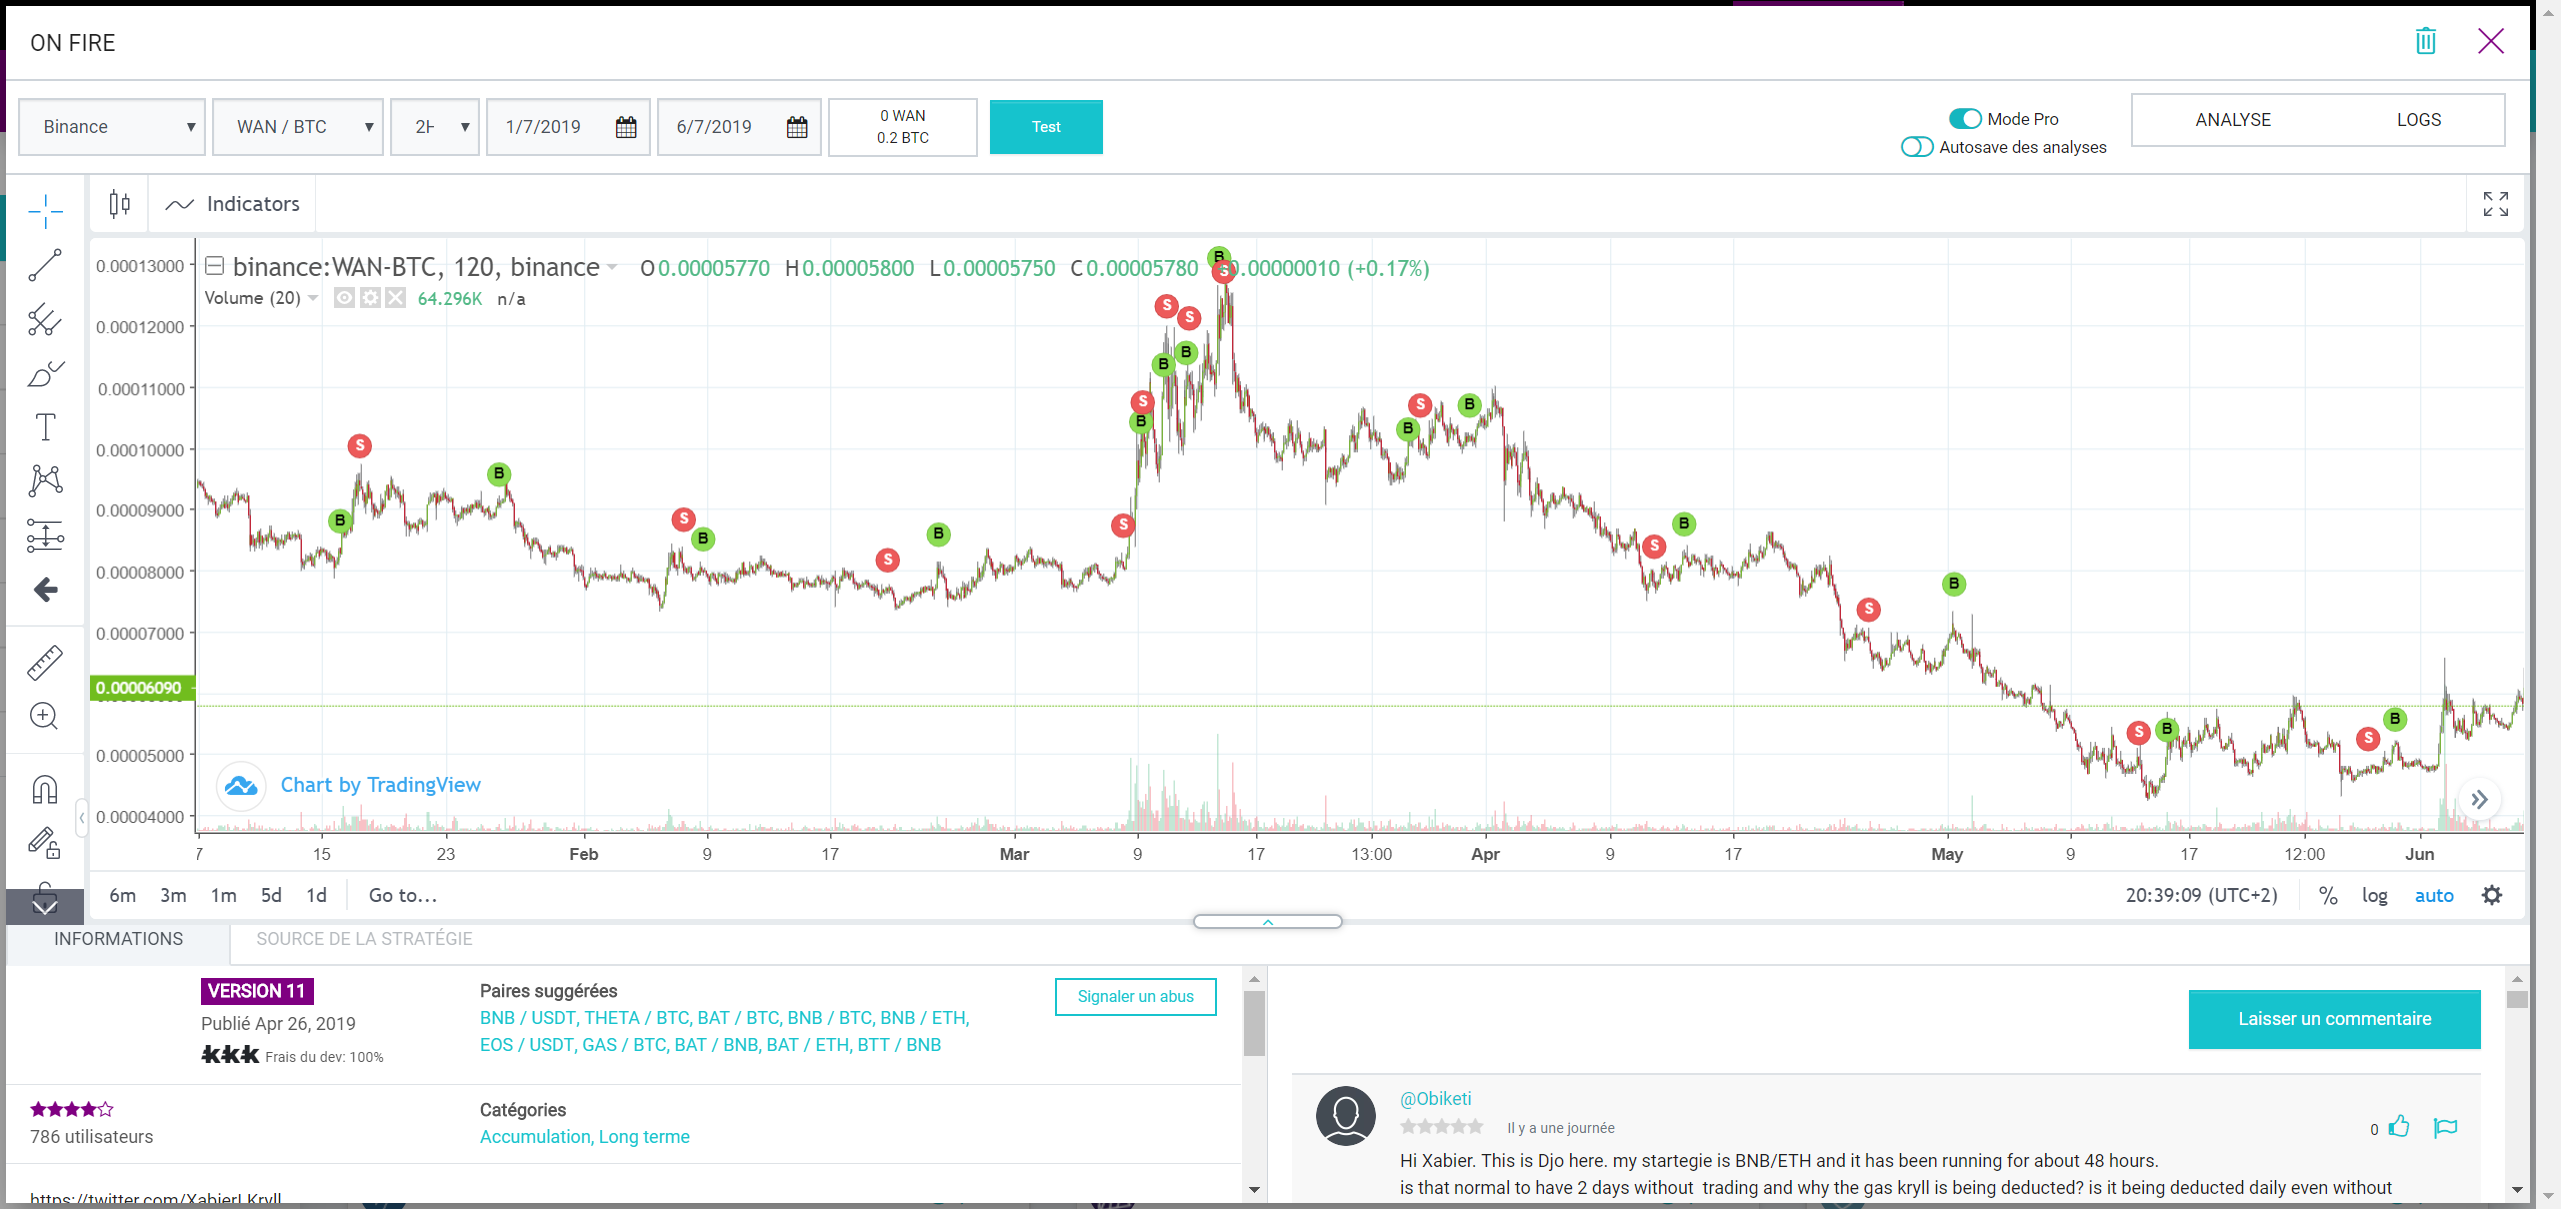 ON FIRE
Binance
WAN / BTC
2H
1/7/2019
6/7/2019
0 WAN
0.2 BTC
Test
Mode Pro
Autosave des analyses
ANALYSE
LOGS
Indicators
binance:WAN-BTC, 120, binance O0.00005770 H0.00005800 L0.00005750 C0.00005780 0.00000010 (+0.17%)
Volume (20) 64.296K n/a
0.00013000
0.00012000
0.00011000
0.00010000
0.00009000
0.00008000
0.00007000
0.00006090
0.00005000
0.00004000
B
S
B
S
B
S
B
S
B
S
B
S
B
S
B
S
B
S
B
S
B
S
B
S
B
S
B
Chart by TradingView
7 15 23 Feb 9 17 Mar 9 17 13:00 Apr 9 17 May 9 17 12:00 Jun
6m 3m 1m 5d 1d Go to...
20:39:09 (UTC+2) % log auto
INFORMATIONS
SOURCE DE LA STRATÉGIE
VERSION 11
Publié Apr 26, 2019
Frais du dev: 100%
Paires suggérées
BNB / USDT, THETA / BTC, BAT / BTC, BNB / BTC, BNB / ETH,
EOS / USDT, GAS / BTC, BAT / BNB, BAT / ETH, BTT / BNB
Signaler un abus
786 utilisateurs
Catégories
Accumulation, Long terme
https://twitter.com/XabierLKryll
Laisser un commentaire
@Obiketi
Il y a une journée
0
Hi Xabier. This is Djo here. my startegie is BNB/ETH and it has been running for about 48 hours.
is that normal to have 2 days without trading and why the gas kryll is being deducted? is it being deducted daily even without